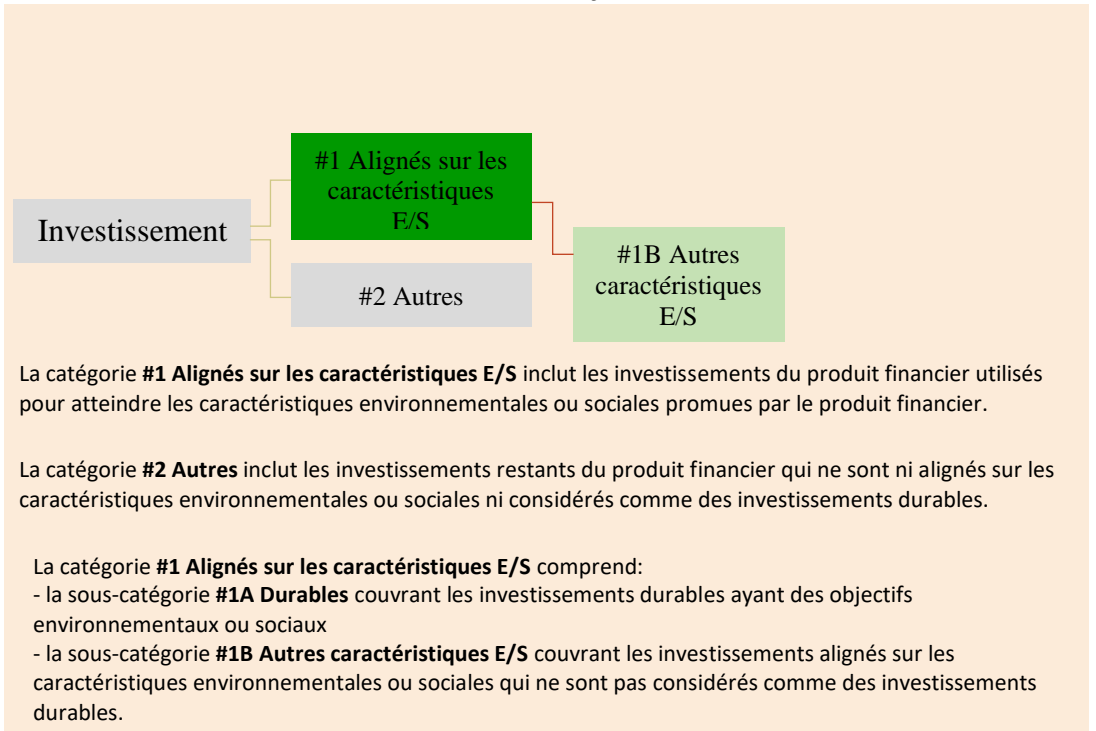 #1 Alignés sur les
caractéristiques
E/S
Investissement
#2 Autres
#1B Autres
caractéristiques
E/S
La catégorie #1 Alignés sur les caractéristiques E/S inclut les investissements du produit financier utilisés
pour atteindre les caractéristiques environnementales ou sociales promues par le produit financier.
La catégorie #2 Autres inclut les investissements restants du produit financier qui ne sont ni alignés sur les
caractéristiques environnementales ou sociales ni considérés comme des investissements durables.
La catégorie #1 Alignés sur les caractéristiques E/S comprend:
- la sous-catégorie #1A Durables couvrant les investissements durables ayant des objectifs
environnementaux ou sociaux
- la sous-catégorie #1B Autres caractéristiques E/S couvrant les investissements alignés sur les
caractéristiques environnementales ou sociales qui ne sont pas considérés comme des investissements
durables.